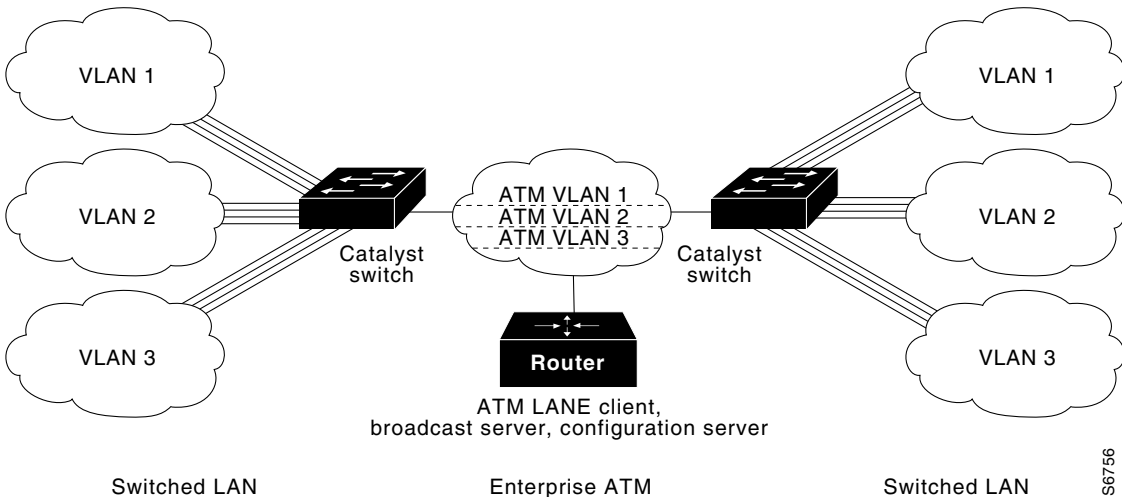 VLAN 1
VLAN 1
ATM VLAN 1
VLAN 2
ATM VLAN 2
VLAN 2
ATM VLAN 3
Catalyst
switch
Catalyst
switch
VLAN 3
Router
VLAN 3
ATM LANE client,
broadcast server, configuration server
Switched LAN
Enterprise ATM
Switched LAN
S6756